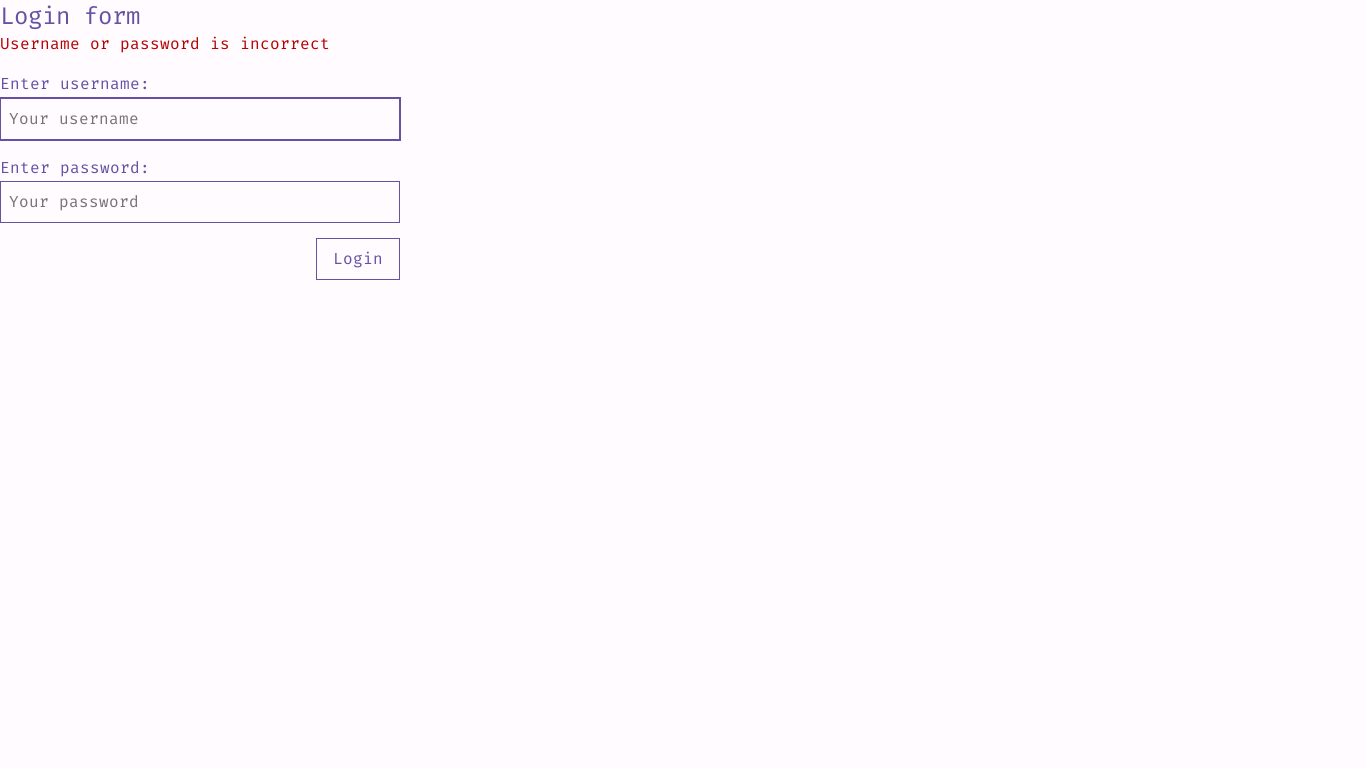 Login form
Username or password is incorrect
Enter username:
Your username
Enter password:
Your password
Login